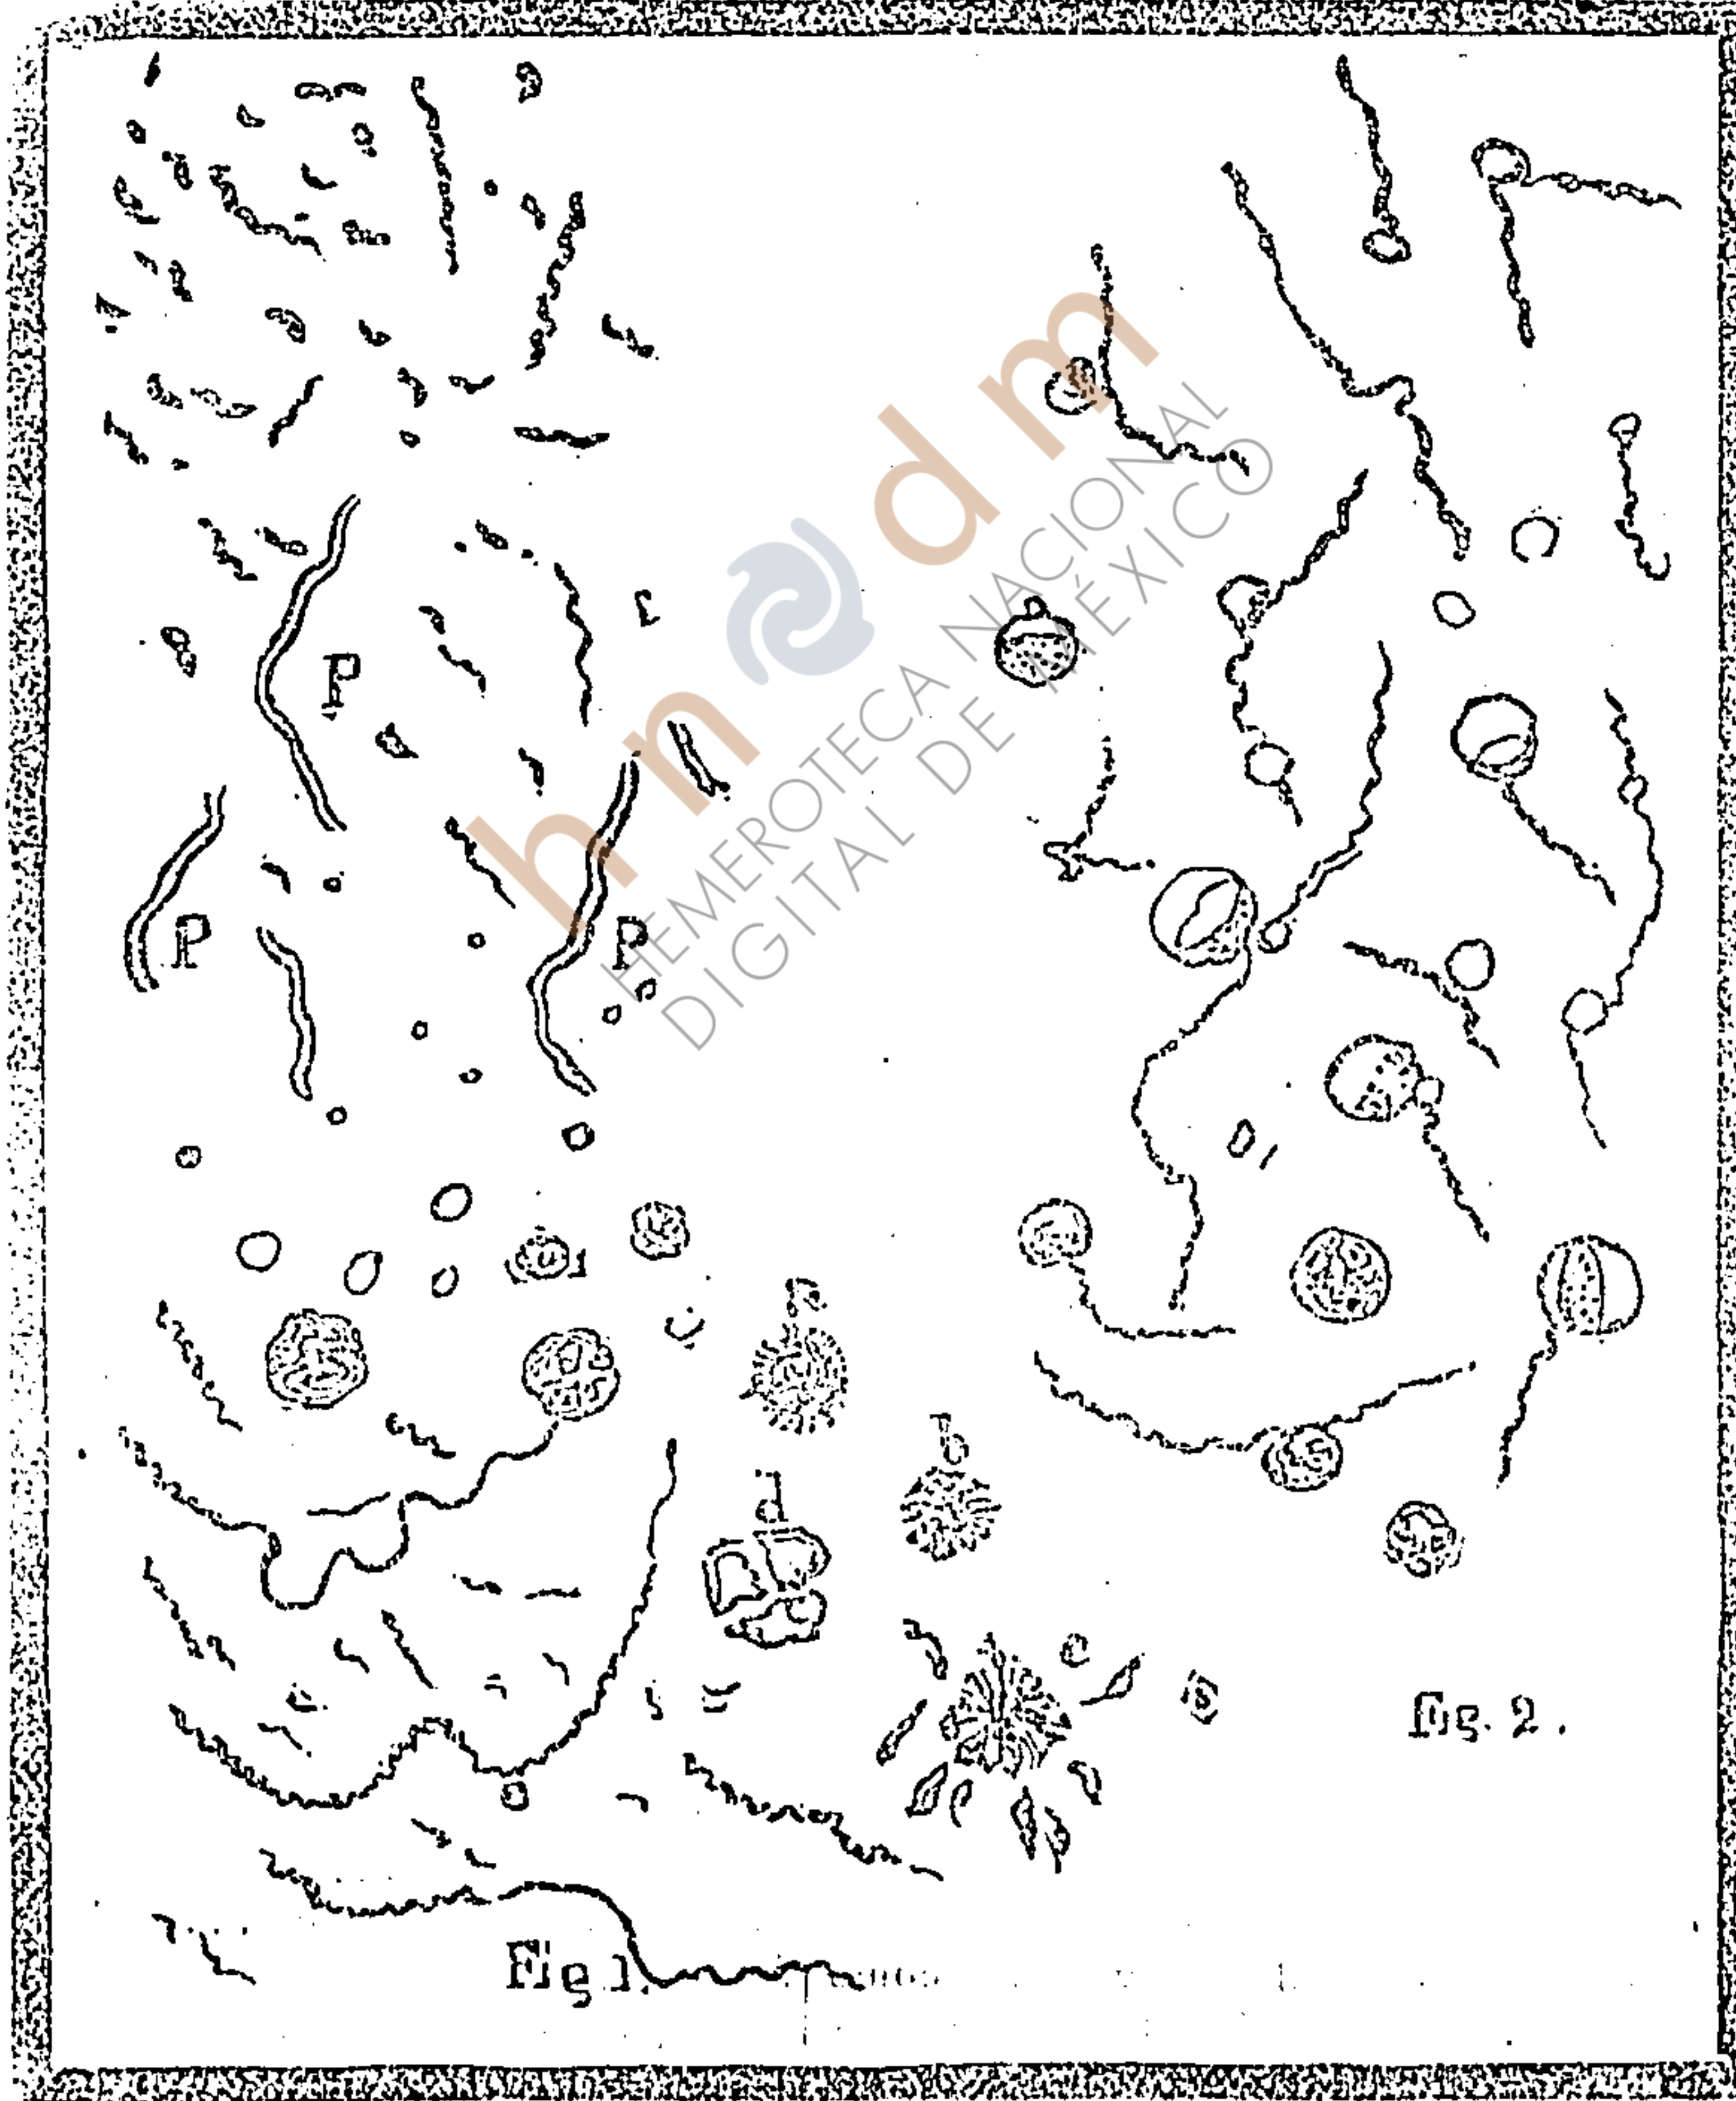 P
P
P
a
b
d
e
Fig. 2.
Fig 1.
hndm
HEMEROTECA NACIONAL
DIGITAL DE MÉXICO